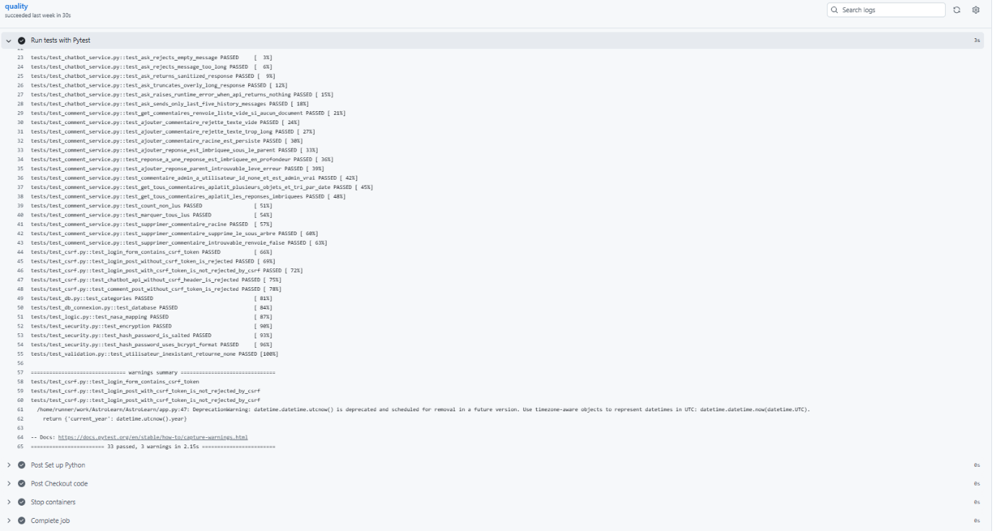 quality
succeeded last week in 30s
Search logs
Run tests with Pytest 3s
23 tests/test_chatbot_service.py::test_ask_rejects_empty_message PASSED [ 3%]
24 tests/test_chatbot_service.py::test_ask_rejects_message_too_long PASSED [ 6%]
25 tests/test_chatbot_service.py::test_ask_returns_sanitized_response PASSED [ 9%]
26 tests/test_chatbot_service.py::test_ask_truncates_overly_long_response PASSED [ 12%]
27 tests/test_chatbot_service.py::test_ask_raises_runtime_error_when_api_returns_nothing PASSED [ 15%]
28 tests/test_chatbot_service.py::test_ask_sends_only_last_five_history_messages PASSED [ 18%]
29 tests/test_comment_service.py::test_get_commentaires_renvoie_liste_vide_si_aucun_document PASSED [ 21%]
30 tests/test_comment_service.py::test_ajouter_commentaire_rejette_texte_vide PASSED [ 24%]
31 tests/test_comment_service.py::test_ajouter_commentaire_rejette_texte_trop_long PASSED [ 27%]
32 tests/test_comment_service.py::test_ajouter_commentaire_racine_est_persiste PASSED [ 30%]
33 tests/test_comment_service.py::test_ajouter_reponse_est_imbriquee_sous_le_parent PASSED [ 33%]
34 tests/test_comment_service.py::test_reponse_a_une_reponse_est_imbriquee_en_profondeur PASSED [ 36%]
35 tests/test_comment_service.py::test_ajouter_reponse_parent_introuvable_leve_erreur PASSED [ 39%]
36 tests/test_comment_service.py::test_commentaire_admin_a_utilisateur_id_none_et_est_admin_vrai PASSED [ 42%]
37 tests/test_comment_service.py::test_get_tous_commentaires_aplatit_plusieurs_objets_et_tri_par_date PASSED [ 45%]
38 tests/test_comment_service.py::test_get_tous_commentaires_aplatit_les_reponses_imbriquees PASSED [ 48%]
39 tests/test_comment_service.py::test_count_non_lus PASSED [ 51%]
40 tests/test_comment_service.py::test_marquer_tous_lus PASSED [ 54%]
41 tests/test_comment_service.py::test_supprimer_commentaire_racine PASSED [ 57%]
42 tests/test_comment_service.py::test_supprimer_commentaire_supprime_le_sous_arbre PASSED [ 60%]
43 tests/test_comment_service.py::test_supprimer_commentaire_introuvable_renvoie_false PASSED [ 63%]
44 tests/test_csrf.py::test_login_form_contains_csrf_token PASSED [ 66%]
45 tests/test_csrf.py::test_login_post_without_csrf_token_is_rejected PASSED [ 69%]
46 tests/test_csrf.py::test_login_post_with_csrf_token_is_not_rejected_by_csrf PASSED [ 72%]
47 tests/test_csrf.py::test_chatbot_api_without_csrf_header_is_rejected PASSED [ 75%]
48 tests/test_csrf.py::test_comment_post_without_csrf_token_is_rejected PASSED [ 78%]
49 tests/test_db.py::test_categories PASSED [ 81%]
50 tests/test_db_connexion.py::test_database PASSED [ 84%]
51 tests/test_logic.py::test_nasa_mapping PASSED [ 87%]
52 tests/test_security.py::test_encryption PASSED [ 90%]
53 tests/test_security.py::test_hash_password_is_salted PASSED [ 93%]
54 tests/test_security.py::test_hash_password_uses_bcrypt_format PASSED [ 96%]
55 tests/test_validation.py::test_utilisateur_inexistant_retourne_none PASSED [100%]
56
57 =============================== warnings summary ===============================
58 tests/test_csrf.py::test_login_form_contains_csrf_token
59 tests/test_csrf.py::test_login_post_with_csrf_token_is_not_rejected_by_csrf
60 tests/test_csrf.py::test_login_post_with_csrf_token_is_not_rejected_by_csrf
61 /home/runner/work/AstroLearn/AstroLearn/app.py:47: DeprecationWarning: datetime.datetime.utcnow() is deprecated and scheduled for removal in a future version. Use timezone-aware objects to represent datetimes in UTC: datetime.datetime.now(datetime.UTC).
62 return {'current_year': datetime.utcnow().year}
63
64 -- Docs: https://docs.pytest.org/en/stable/how-to/capture-warnings.html
65 ======================== 33 passed, 3 warnings in 2.15s ========================
Post Set up Python 0s
Post Checkout code 0s
Stop containers 0s
Complete job 0s